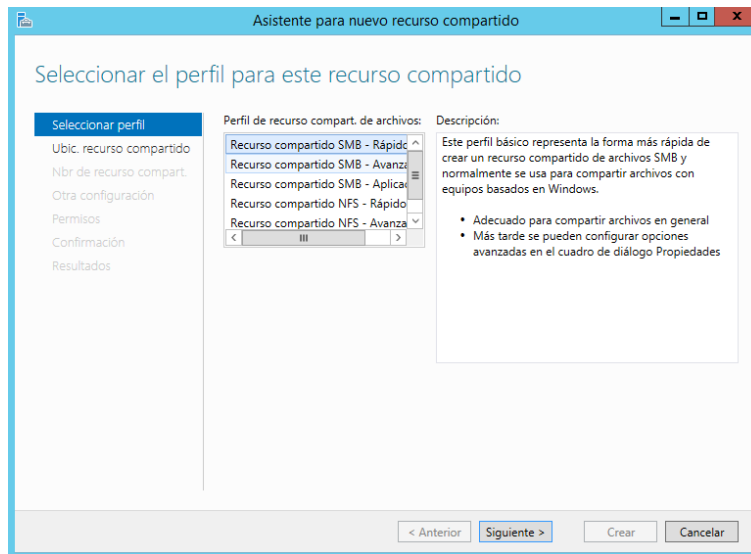 Asistente para nuevo recurso compartido
Seleccionar el perfil para este recurso compartido
Seleccionar perfil
Ubic. recurso compartido
Nbr de recurso compart.
Otra configuración
Permisos
Confirmación
Resultados
Perfil de recurso compart. de archivos:
Recurso compartido SMB - Rápido
Recurso compartido SMB - Avanza
Recurso compartido SMB - Aplicac
Recurso compartido NFS - Rápido
Recurso compartido NFS - Avanza
Descripción:
Este perfil básico representa la forma más rápida de
crear un recurso compartido de archivos SMB y
normalmente se usa para compartir archivos con
equipos basados en Windows.
• Adecuado para compartir archivos en general
• Más tarde se pueden configurar opciones
avanzadas en el cuadro de diálogo Propiedades
< Anterior
Siguiente >
Crear
Cancelar